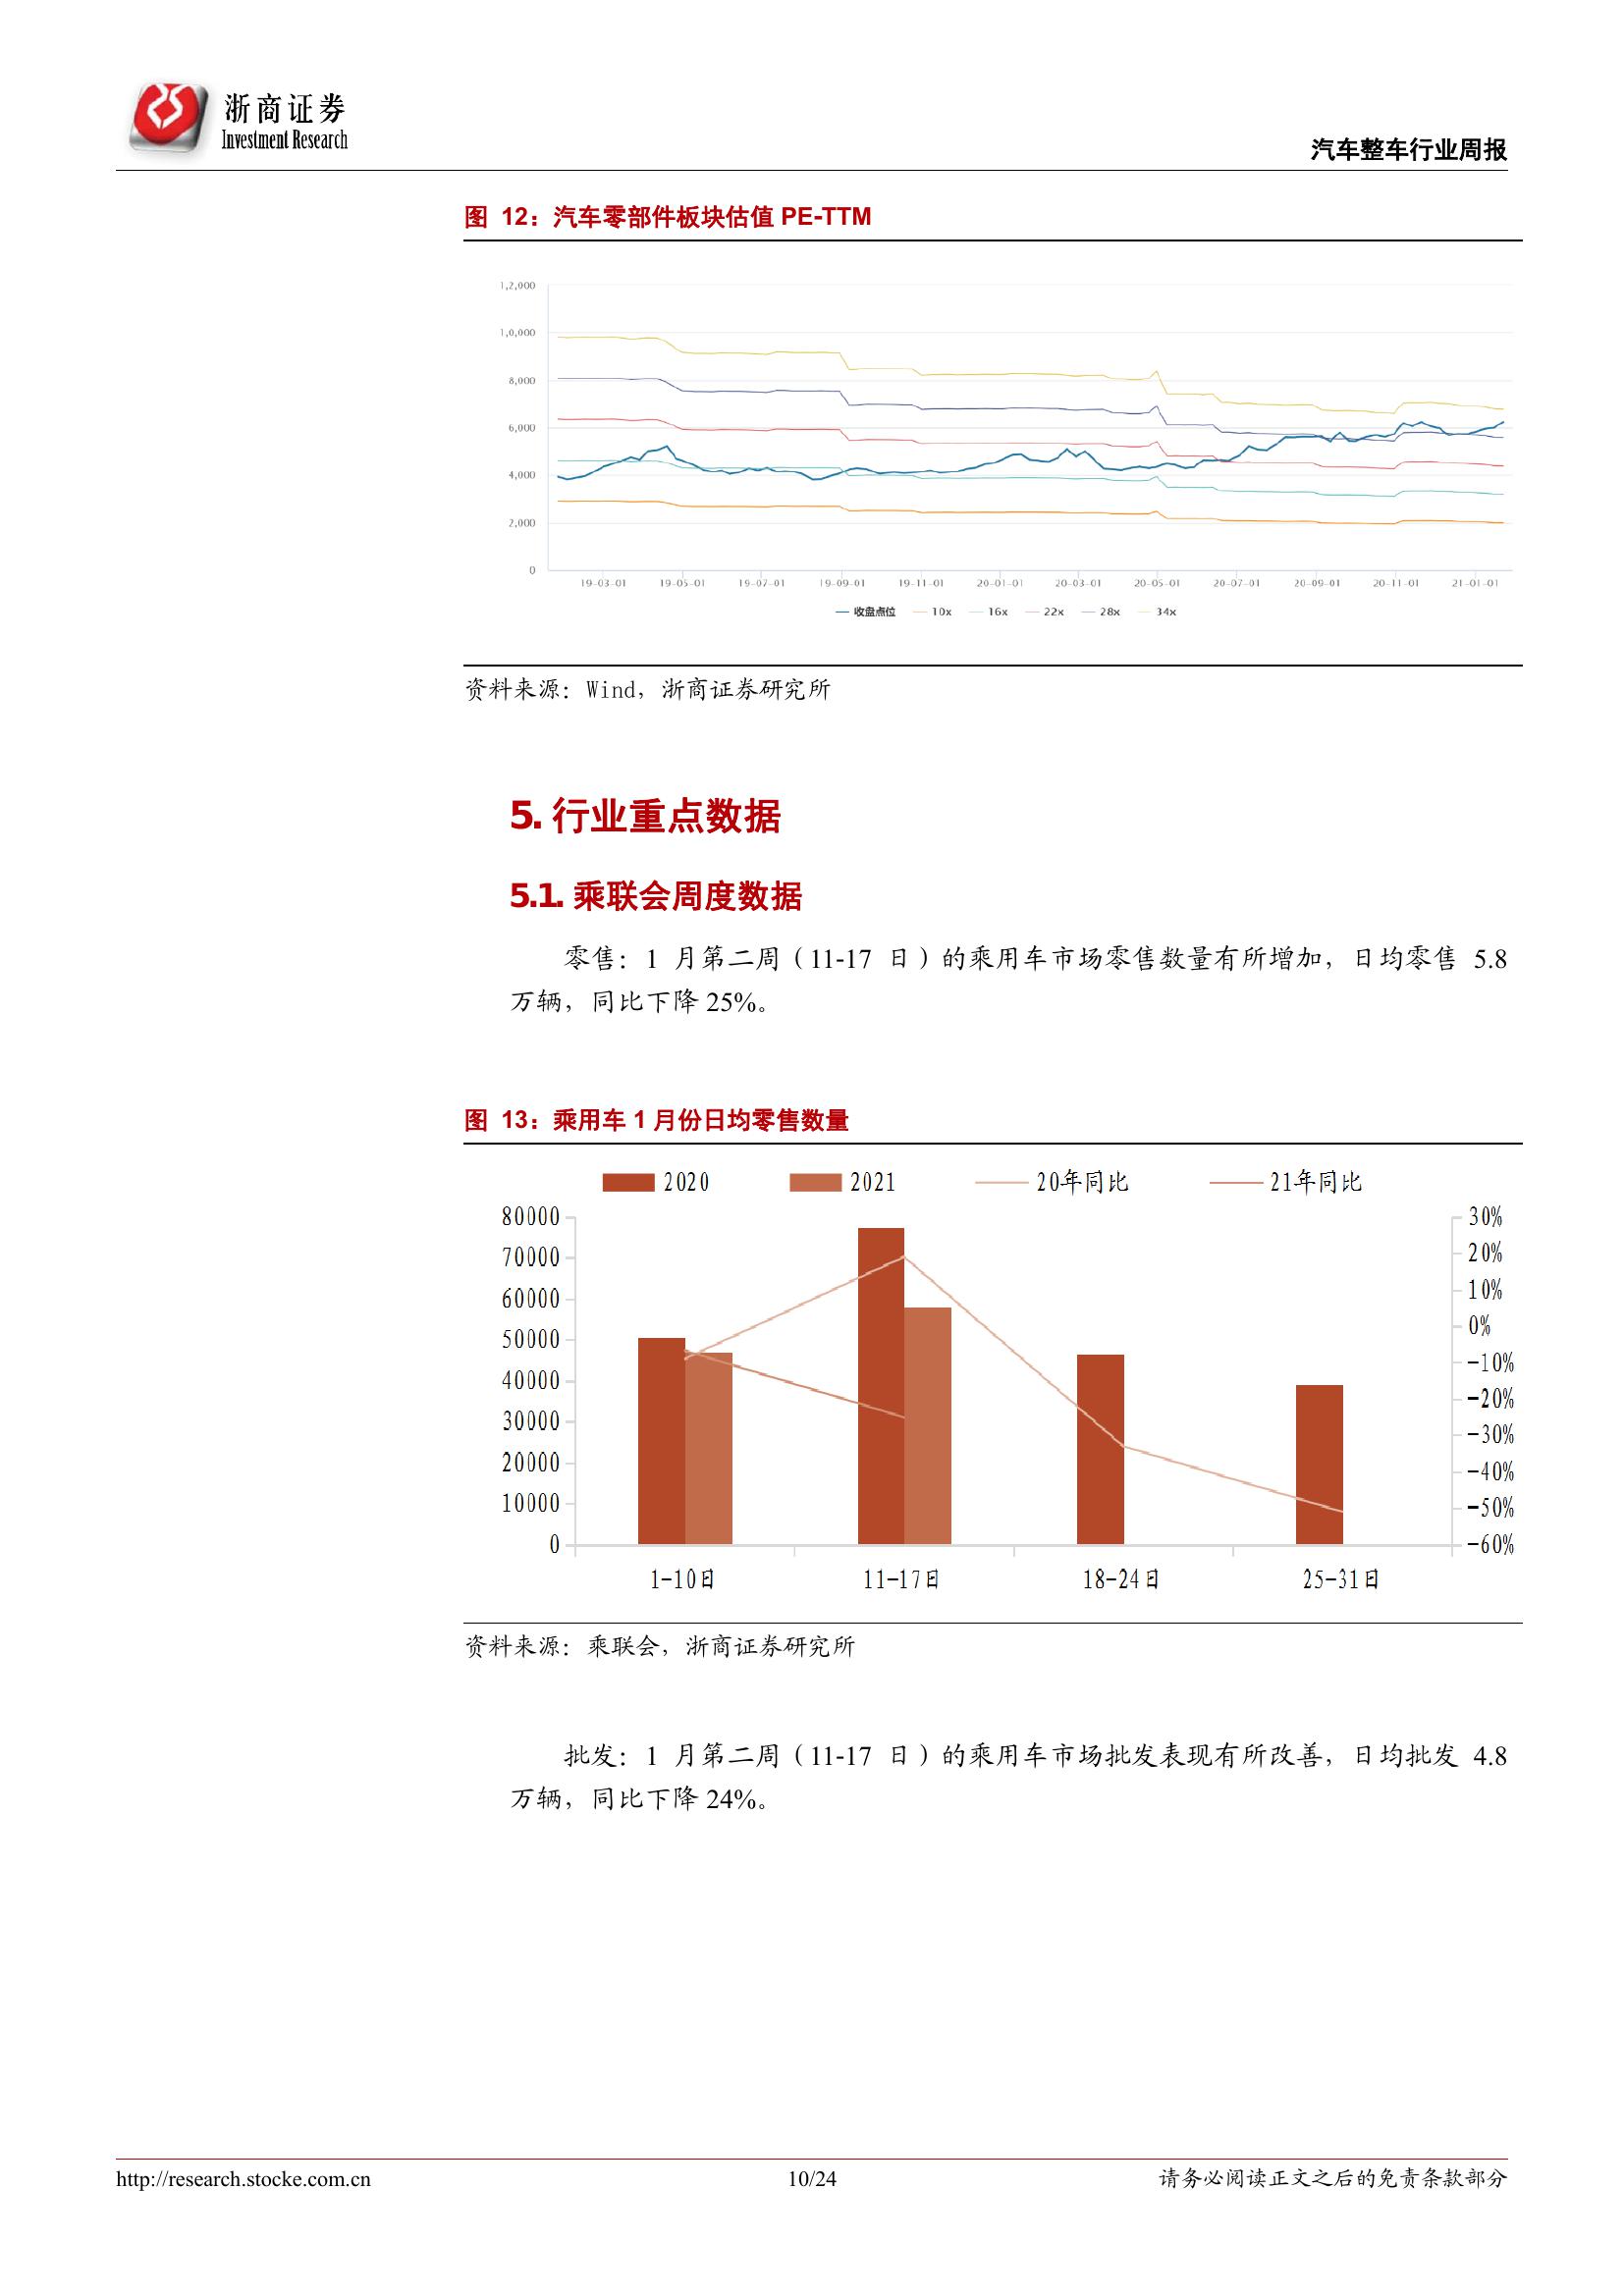 浙商证券
Investment Research
汽车整车行业周报
图 12：汽车零部件板块估值 PE-TTM
1,2,000
1,0,000
8,000
6,000
4,000
2,000
0
19-03-01 19-05-01 19-07-01 19-09-01 19-11-01 20-01-01 20-03-01 20-05-01 20-07-01 20-09-01 20-11-01 21-01-01
收盘点位 10x 16x 22x 28x 34x
资料来源：Wind，浙商证券研究所
5. 行业重点数据
5.1. 乘联会周度数据
零售：1 月第二周（11-17 日）的乘用车市场零售数量有所增加，日均零售 5.8
万辆，同比下降 25%。
图 13：乘用车 1 月份日均零售数量
2020 2021 20年同比 21年同比
80000 30%
70000 20%
60000 10%
50000 0%
40000 -10%
30000 -20%
20000 -30%
10000 -40%
0 -50%
-60%
1-10日 11-17日 18-24日 25-31日
资料来源：乘联会，浙商证券研究所
批发：1 月第二周（11-17 日）的乘用车市场批发表现有所改善，日均批发 4.8
万辆，同比下降 24%。
http://research.stocke.com.cn 10/24 请务必阅读正文之后的免责条款部分